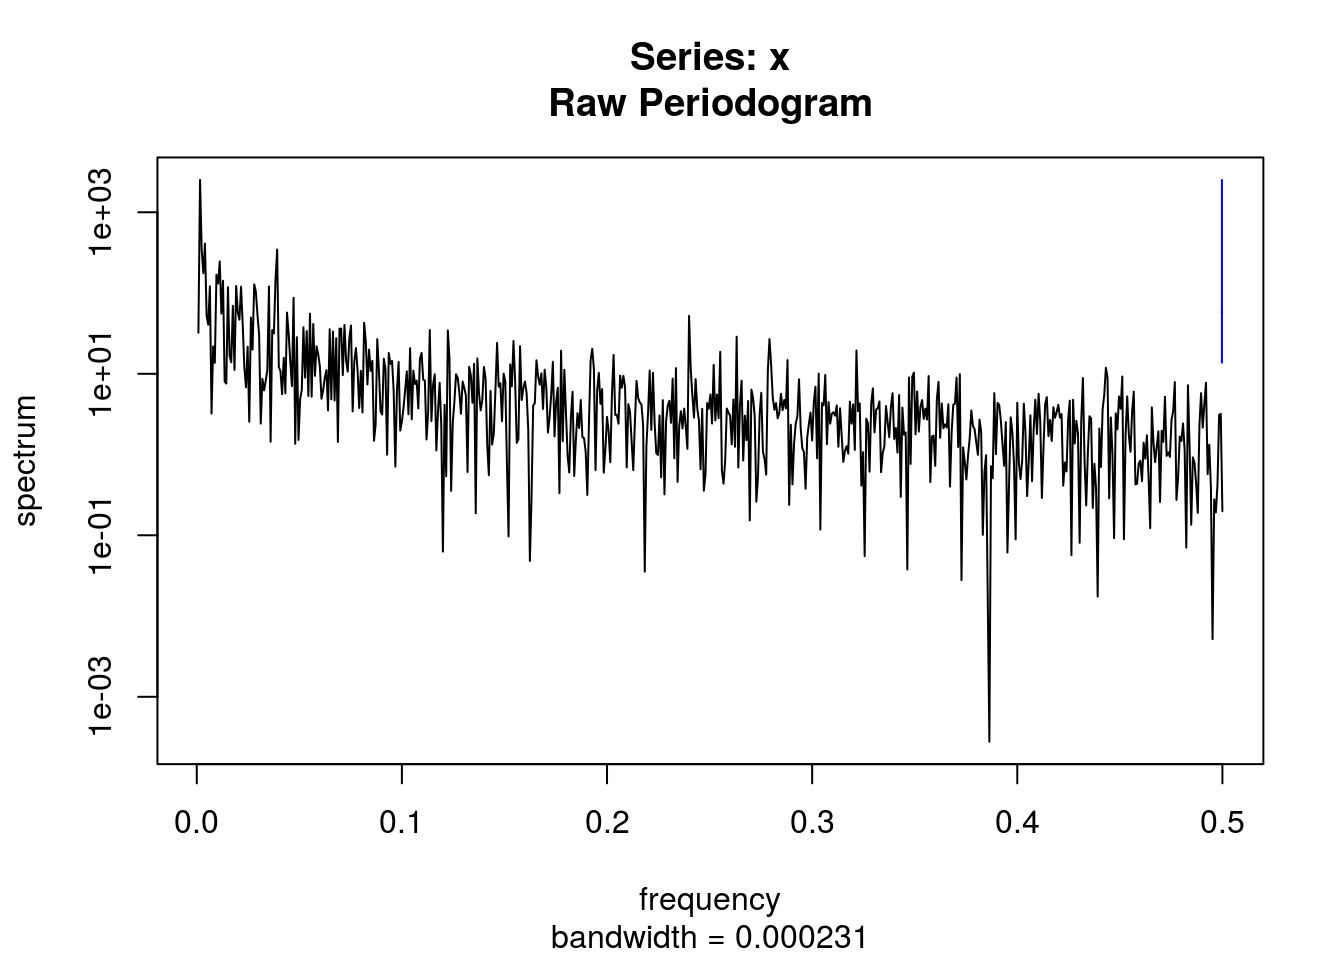 Series: x
Raw Periodogram
spectrum
1e+03
1e+01
1e-01
1e-03
0.0 0.1 0.2 0.3 0.4 0.5
frequency
bandwidth = 0.000231